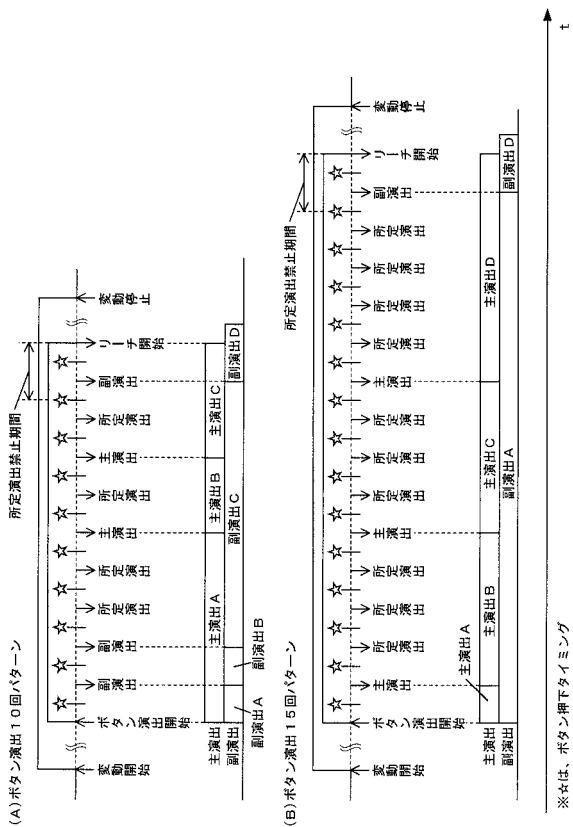 (A)ボタン演出10回パターン
所定演出禁止期間
変動開始
ボタン演出開始
副演出
副演出
所定演出
所定演出
主演出
所定演出
主演出
所定演出
副演出
リーチ開始
変動停止
主演出
主演出A
主演出B
主演出C
副演出
副演出C
副演出D
副演出A
副演出B
(B)ボタン演出15回パターン
所定演出禁止期間
変動開始
ボタン演出開始
主演出
所定演出
所定演出
所定演出
主演出
所定演出
所定演出
所定演出
主演出
所定演出
所定演出
所定演出
所定演出
副演出
リーチ開始
変動停止
主演出A
主演出
主演出B
主演出C
主演出D
副演出
副演出A
副演出D
t
※☆は、ボタン押下タイミング